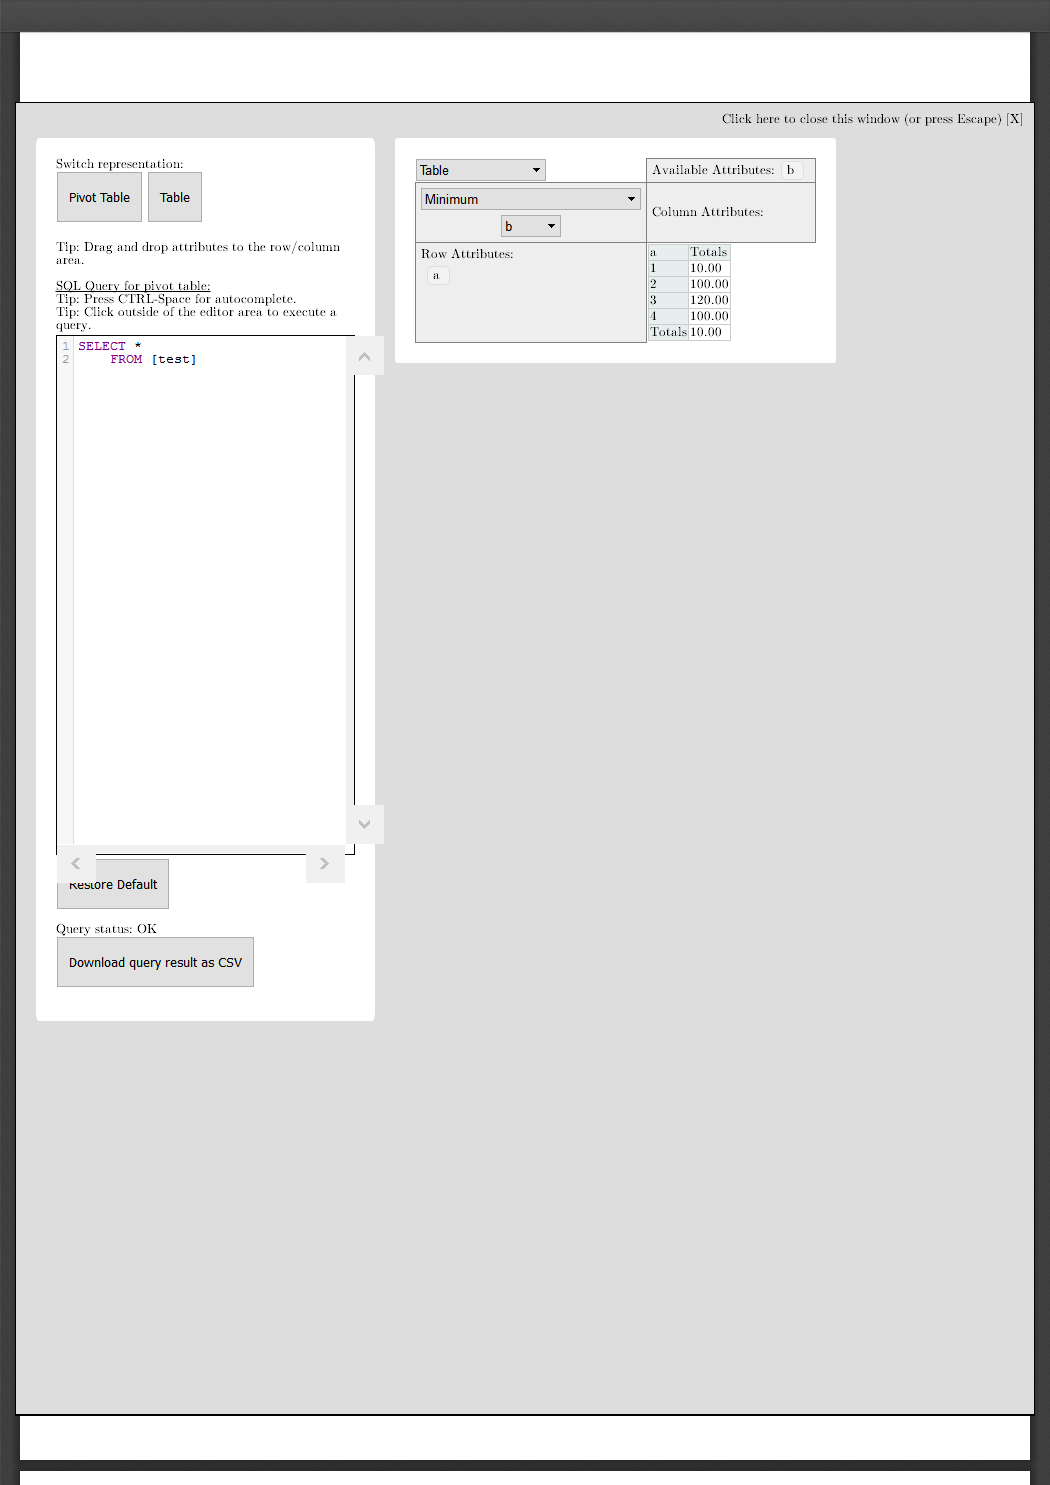 Click here to close this window (or press Escape) [X]
Switch representation:
Pivot Table Table
Tip: Drag and drop attributes to the row/column
area.
SQL Query for pivot table:
Tip: Press CTRL-Space for autocomplete.
Tip: Click outside of the editor area to execute a
query.
1 SELECT *
2 FROM [test]
Restore Default
Query status: OK
Download query result as CSV
Table
Available Attributes: b
Minimum
b
Column Attributes:
Row Attributes:
a
a Totals
1 10.00
2 100.00
3 120.00
4 100.00
Totals 10.00